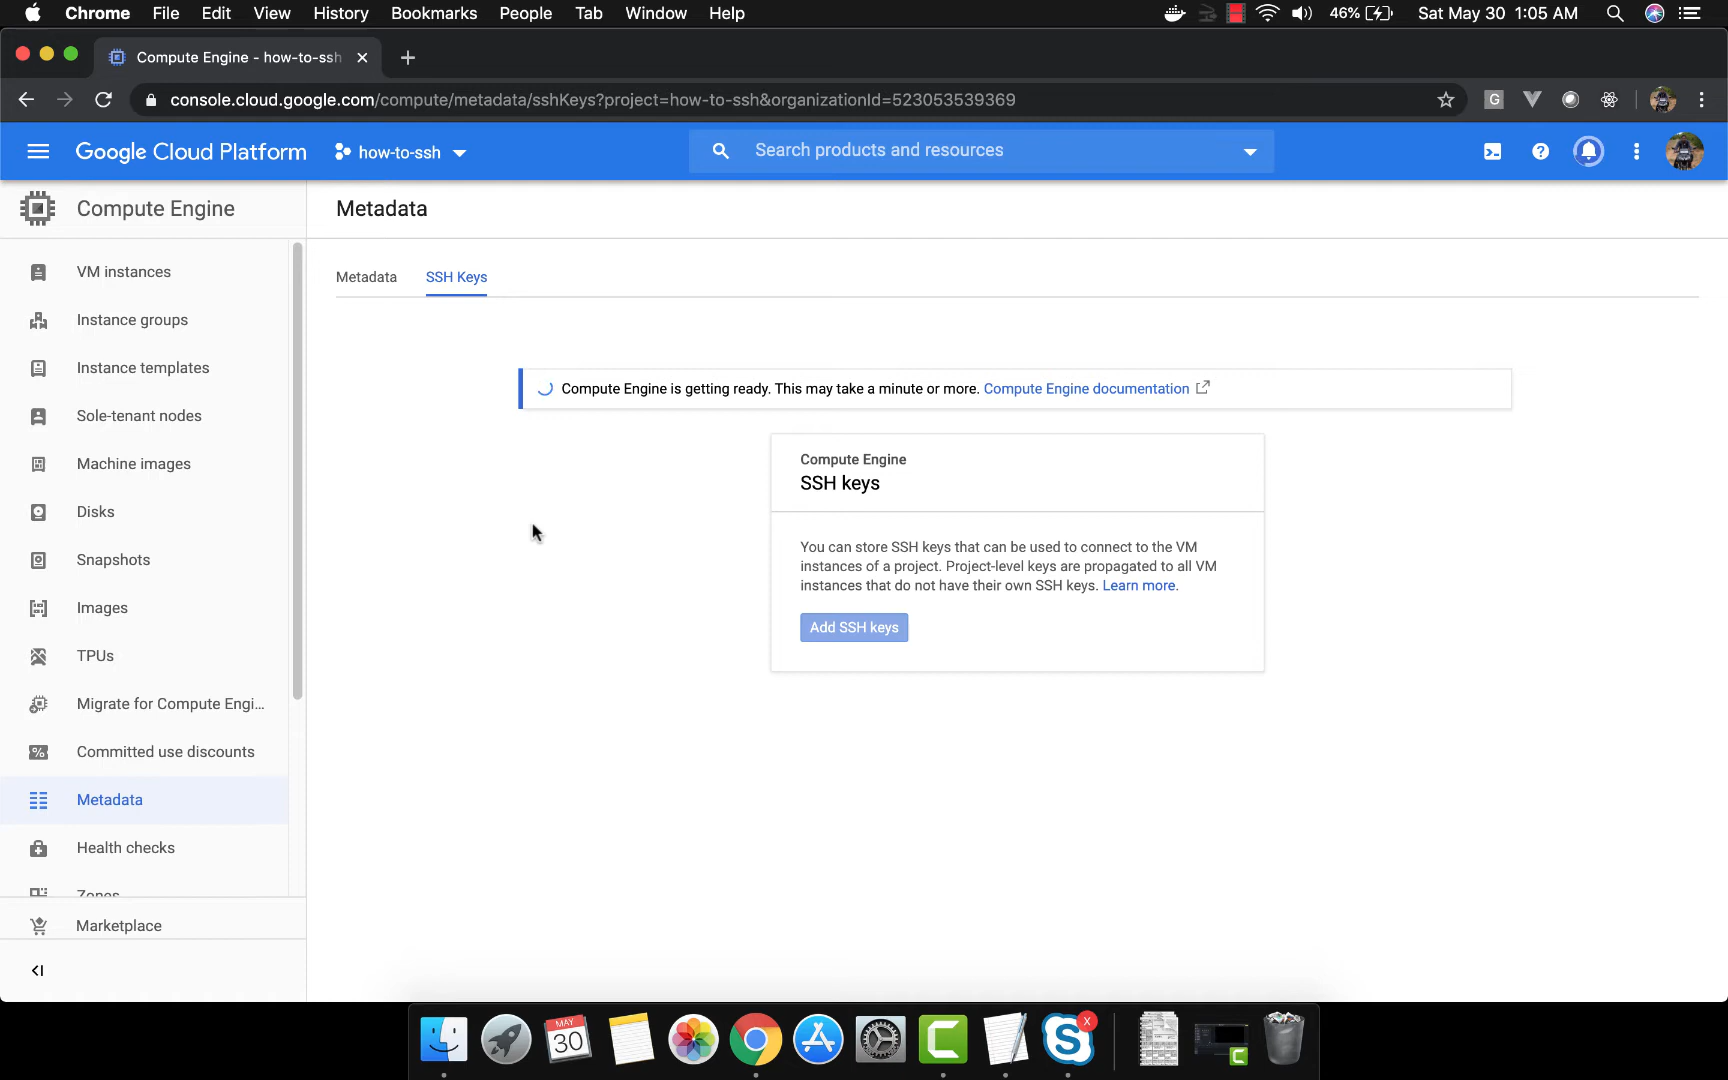 Chrome File Edit View History Bookmarks People Tab Window Help 46% Sat May 30 1:05 AM
Compute Engine - how-to-ssh
console.cloud.google.com/compute/metadata/sshKeys?project=how-to-ssh&organizationId=523053539369
Google Cloud Platform how-to-ssh Search products and resources
Compute Engine
Metadata
VM instances
Instance groups
Instance templates
Sole-tenant nodes
Machine images
Disks
Snapshots
Images
TPUs
Migrate for Compute Engi...
Committed use discounts
Metadata
Health checks
Zones
Marketplace
Metadata SSH Keys
Compute Engine is getting ready. This may take a minute or more. Compute Engine documentation
Compute Engine
SSH keys
You can store SSH keys that can be used to connect to the VM
instances of a project. Project-level keys are propagated to all VM
instances that do not have their own SSH keys. Learn more.
Add SSH keys
MAY
30